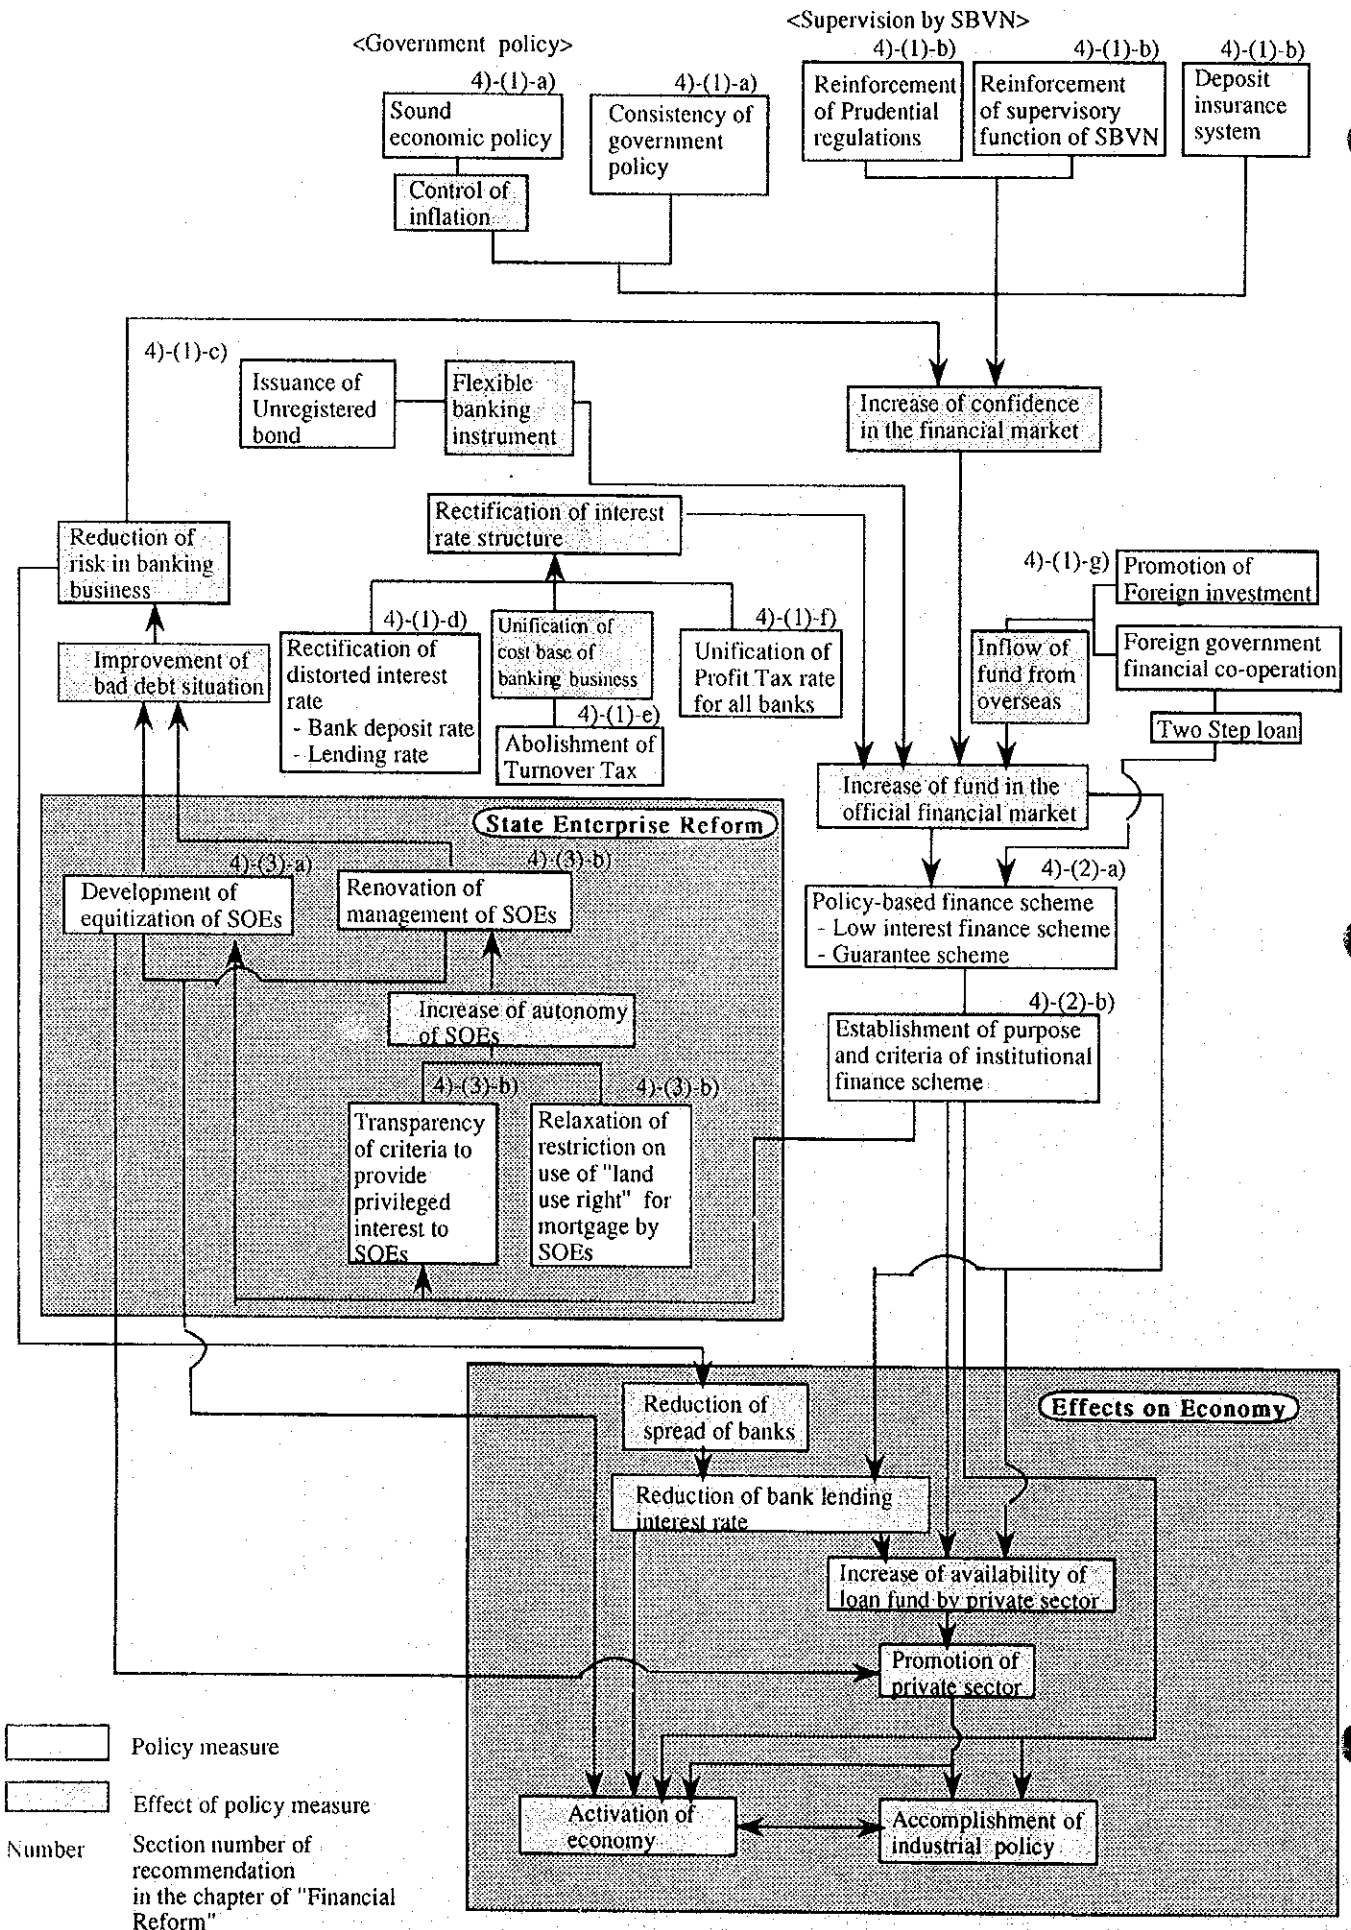 <Supervision by SBVN>
<Government policy>
4)-(1)-b)
4)-(1)-b)
4)-(1)-b)
4)-(1)-a)
4)-(1)-a)
Sound
economic policy
Consistency of
government
policy
Reinforcement
of Prudential
regulations
Reinforcement
of supervisory
function of SBVN
Deposit
insurance
system
Control of
inflation
4)-(1)-c)
Issuance of
Unregistered
bond
Flexible
banking
instrument
Increase of confidence
in the financial market
Rectification of interest
rate structure
Reduction of
risk in banking
business
4)-(1)-g)
Promotion of
Foreign investment
4)-(1)-d)
Rectification of
distorted interest
rate
- Bank deposit rate
- Lending rate
Unification of
cost base of
banking business
4)-(1)-f)
Unification of
Profit Tax rate
for all banks
Inflow of
fund from
overseas
Foreign government
financial co-operation
Improvement of
bad debt situation
4)-(1)-e)
Abolishment of
Turnover Tax
Two Step loan
Increase of fund in the
official financial market
State Enterprise Reform
4)-(3)-a)
Development of
equitization of SOEs
4)-(3)-b)
Renovation of
management of SOEs
4)-(2)-a)
Policy-based finance scheme
- Low interest finance scheme
- Guarantee scheme
Increase of autonomy
of SOEs
4)-(2)-b)
Establishment of purpose
and criteria of institutional
finance scheme
4)-(3)-b)
Transparency
of criteria to
provide
privileged
interest to
SOEs
4)-(3)-b)
Relaxation of
restriction on
use of "land
use right" for
mortgage by
SOEs
Effects on Economy
Reduction of
spread of banks
Reduction of bank lending
interest rate
Increase of availability of
loan fund by private sector
Promotion of
private sector
Activation of
economy
Accomplishment of
industrial policy
Policy measure
Effect of policy measure
Number
Section number of
recommendation
in the chapter of "Financial
Reform"